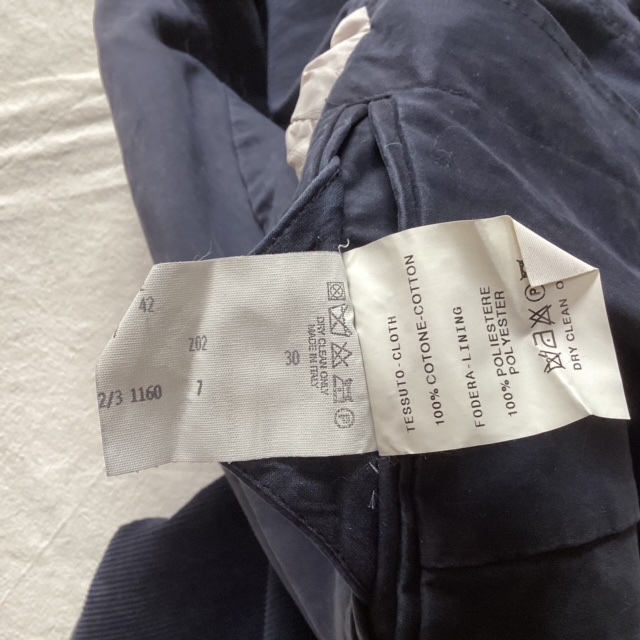 42
Z02
30
2/3 1160
7
DRY CLEAN ONLY
MADE IN ITALY
TESSUTO-CLOTH
100% COTONE-COTTON
FODERA-LINING
100% POLIESTERE
POLYESTER
DRY CLEAN O